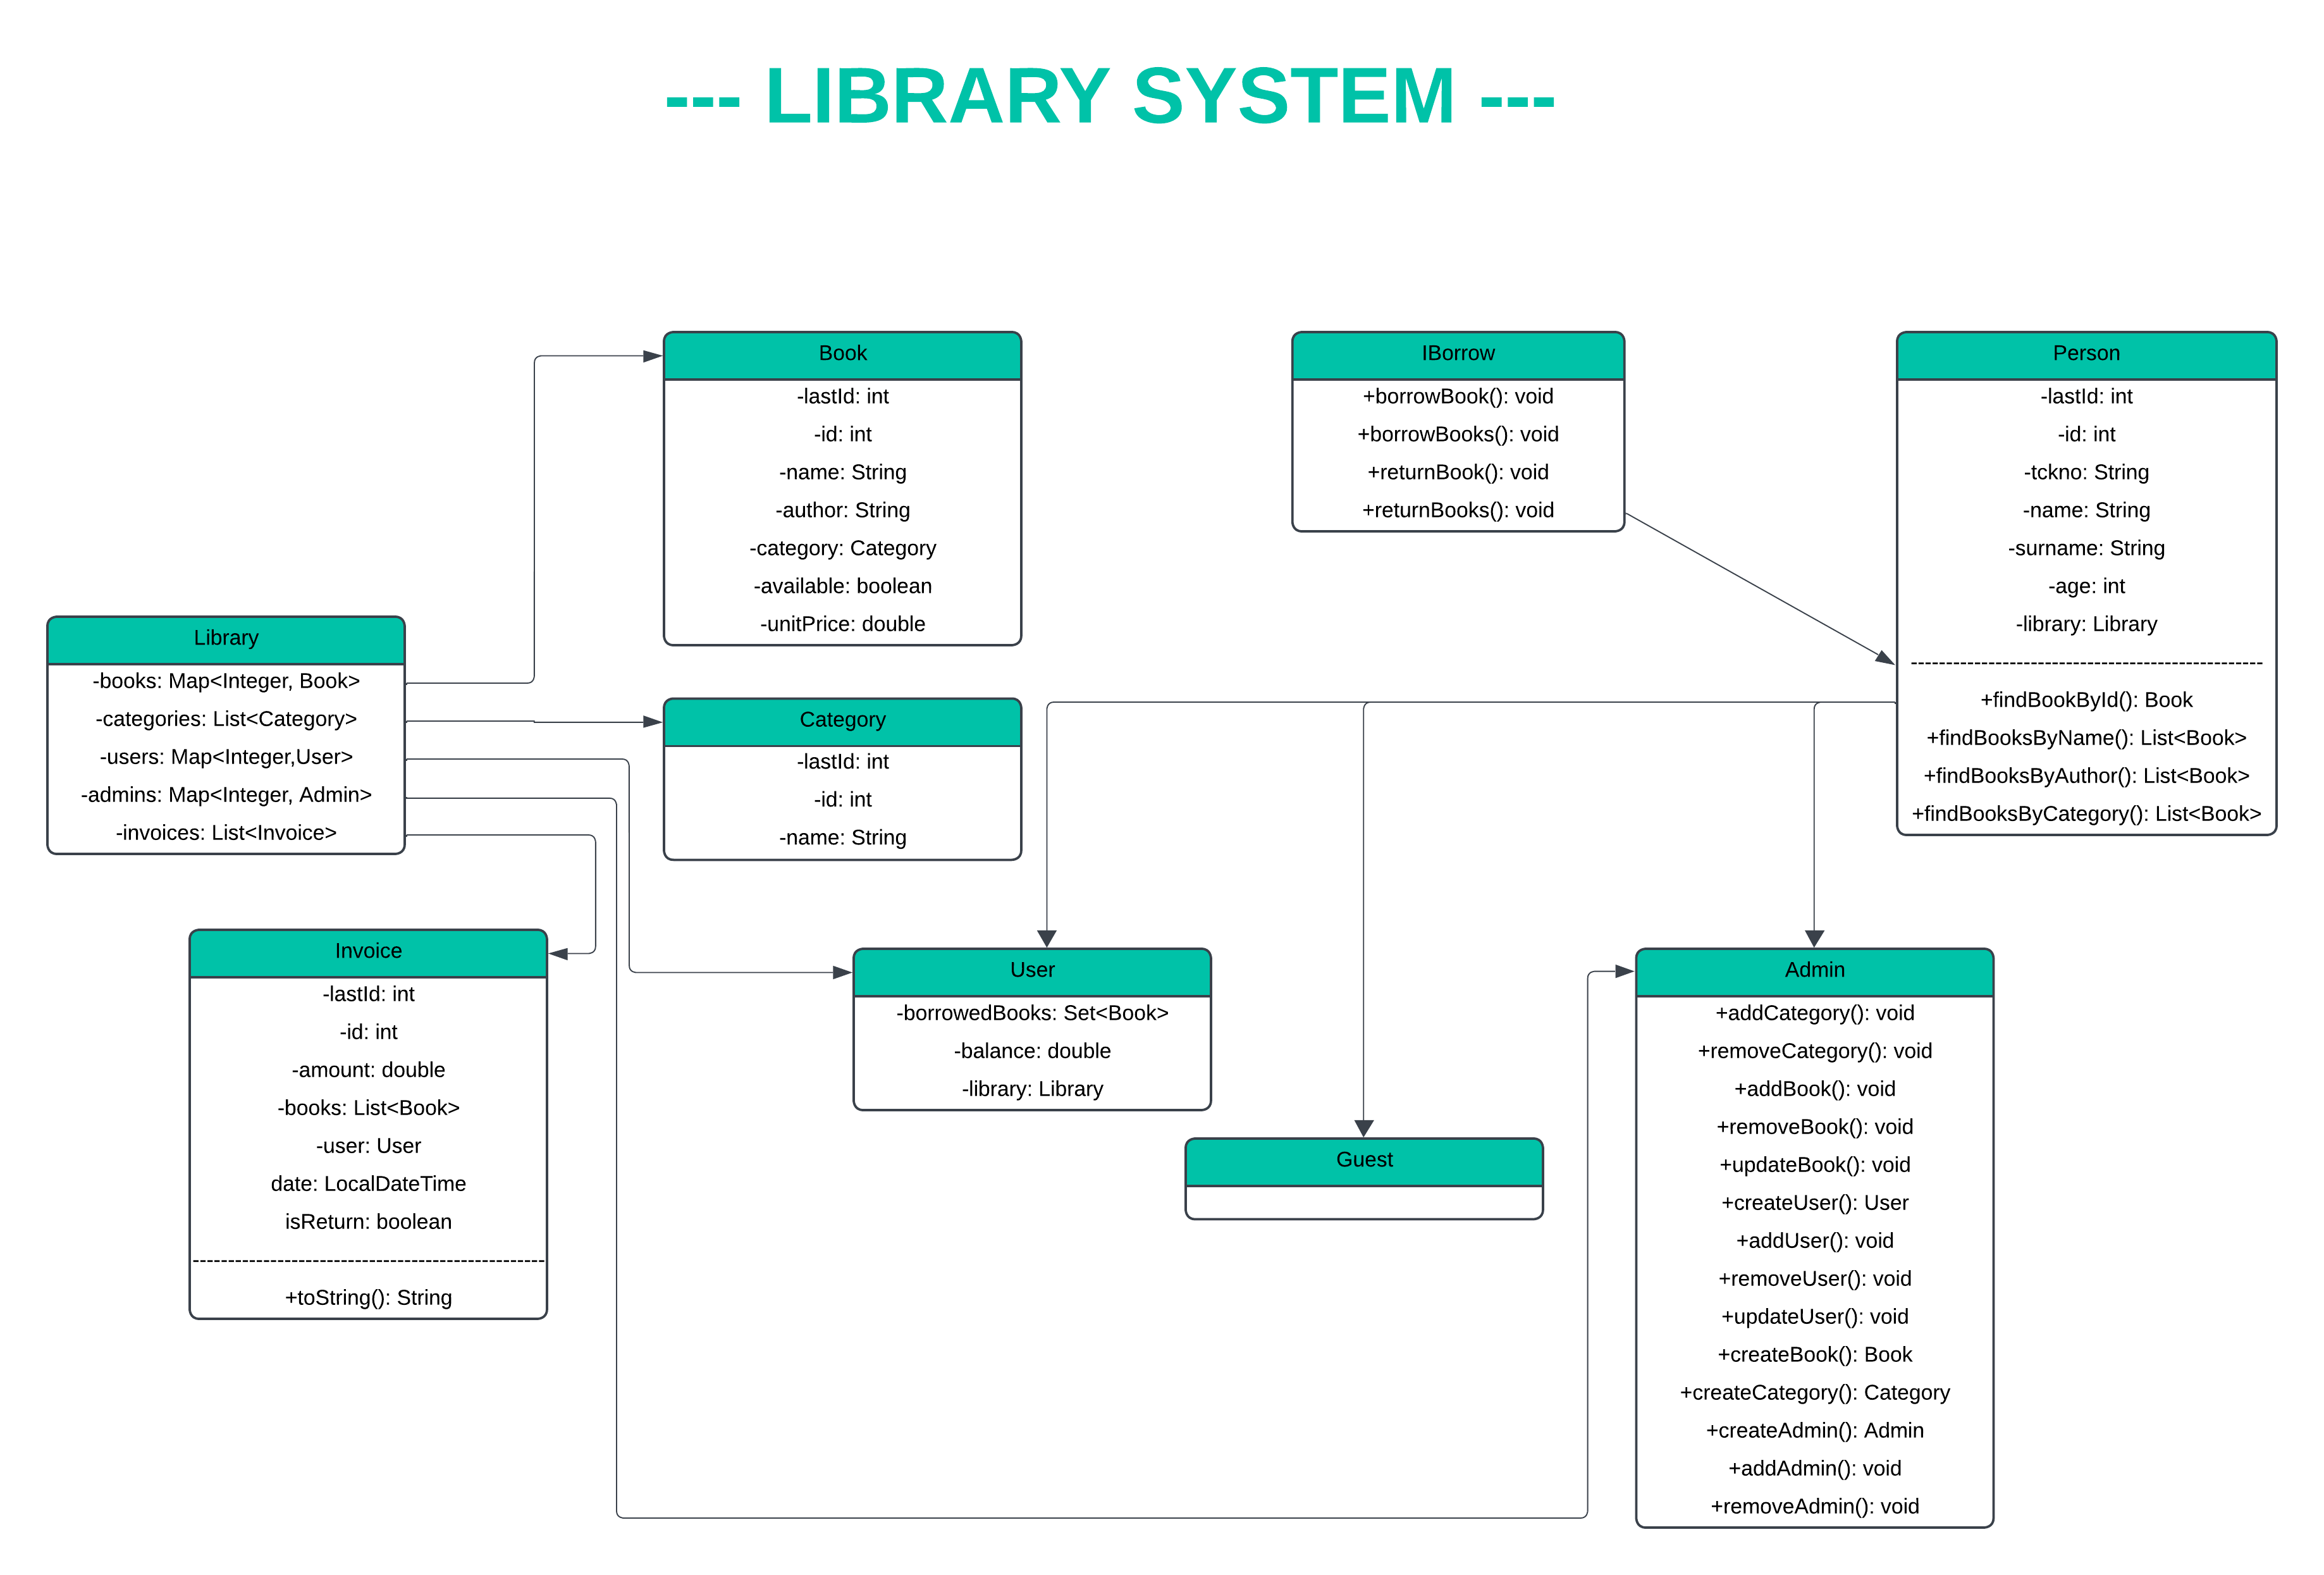 --- LIBRARY SYSTEM ---
Book
-lastId: int
-id: int
-name: String
-author: String
-category: Category
-available: boolean
-unitPrice: double
IBorrow
+borrowBook(): void
+borrowBooks(): void
+returnBook(): void
+returnBooks(): void
Person
-lastId: int
-id: int
-tckno: String
-name: String
-surname: String
-age: int
-library: Library
--------------------------------------------------
+findBookById(): Book
+findBooksByName(): List<Book>
+findBooksByAuthor(): List<Book>
+findBooksByCategory(): List<Book>
Library
-books: Map<Integer, Book>
-categories: List<Category>
-users: Map<Integer,User>
-admins: Map<Integer, Admin>
-invoices: List<Invoice>
Category
-lastId: int
-id: int
-name: String
Invoice
-lastId: int
-id: int
-amount: double
-books: List<Book>
-user: User
date: LocalDateTime
isReturn: boolean
--------------------------------------------------
+toString(): String
User
-borrowedBooks: Set<Book>
-balance: double
-library: Library
Guest
Admin
+addCategory(): void
+removeCategory(): void
+addBook(): void
+removeBook(): void
+updateBook(): void
+createUser(): User
+addUser(): void
+removeUser(): void
+updateUser(): void
+createBook(): Book
+createCategory(): Category
+createAdmin(): Admin
+addAdmin(): void
+removeAdmin(): void